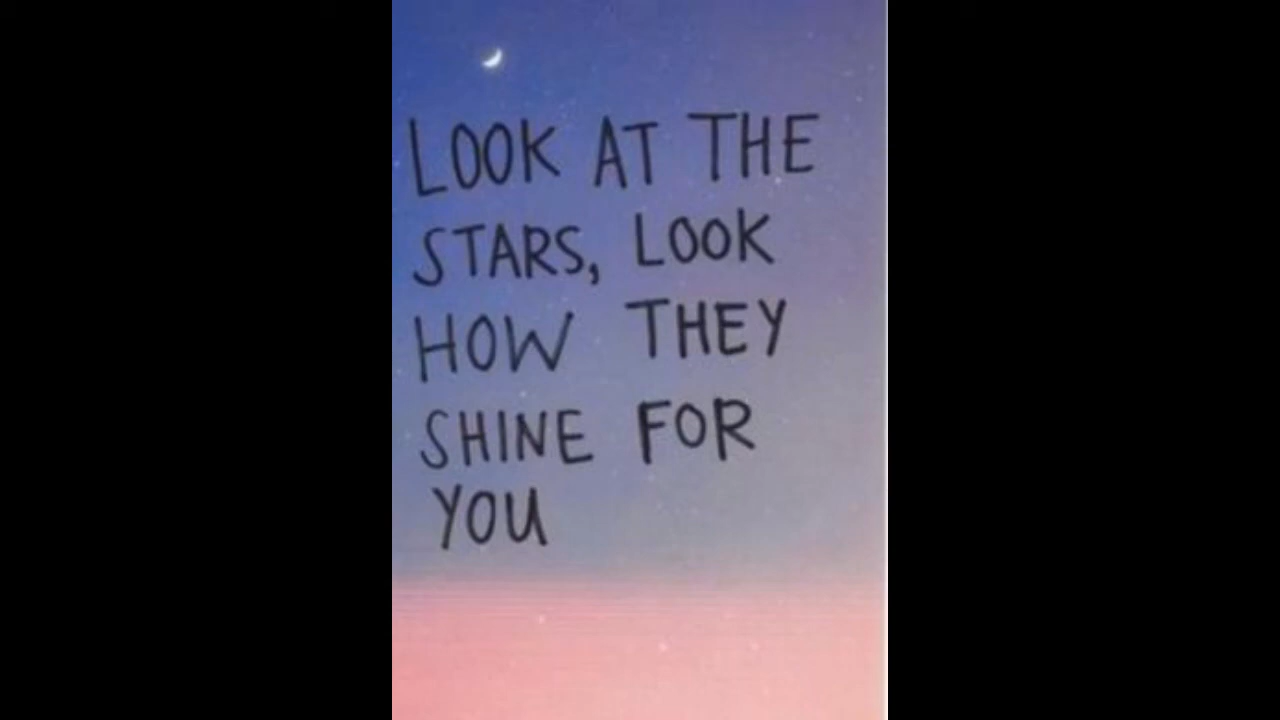 LOOK AT THE
STARS, LOOK
HOW THEY
SHINE FOR
YOU